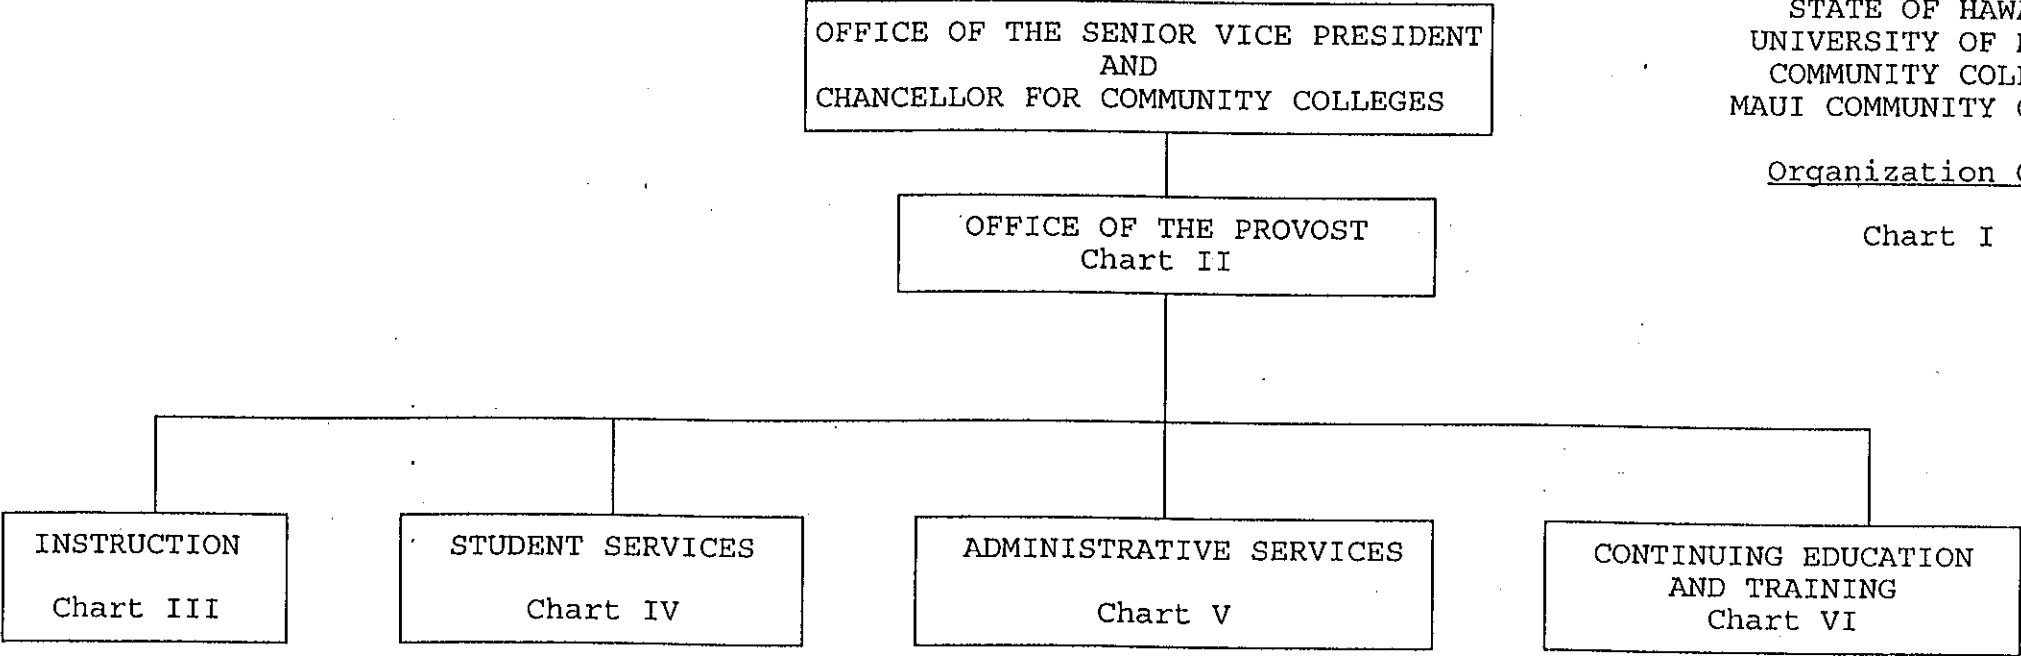 OFFICE OF THE SENIOR VICE PRESIDENT
AND
CHANCELLOR FOR COMMUNITY COLLEGES
STATE OF
UNIVERSITY OF
COMMUNITY
MAUI COMMUNITY
Organization
Chart I
OFFICE OF THE PROVOST
Chart II
INSTRUCTION
Chart III
STUDENT SERVICES
Chart IV
ADMINISTRATIVE SERVICES
Chart V
CONTINUING EDUCATION
AND TRAINING
Chart VI